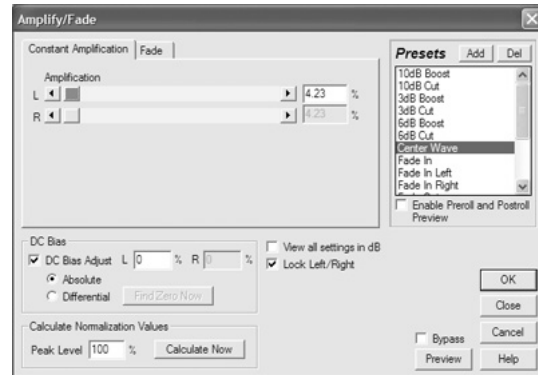 Amplify/Fade
Constant Amplification
Fade
Amplification
L 4.23 %
R 4.23 %
Presets Add Del
10dB Boost
10dB Cut
3dB Boost
3dB Cut
6dB Boost
6dB Cut
Center Wave
Fade In
Fade In Left
Fade In Right
Enable Preroll and Postroll
Preview
DC Bias
DC Bias Adjust L 0 % R 0 %
Absolute
Differential Find Zero Now
View all settings in dB
Lock Left/Right
Calculate Normalization Values
Peak Level 100 % Calculate Now
OK
Close
Bypass Cancel
Preview Help